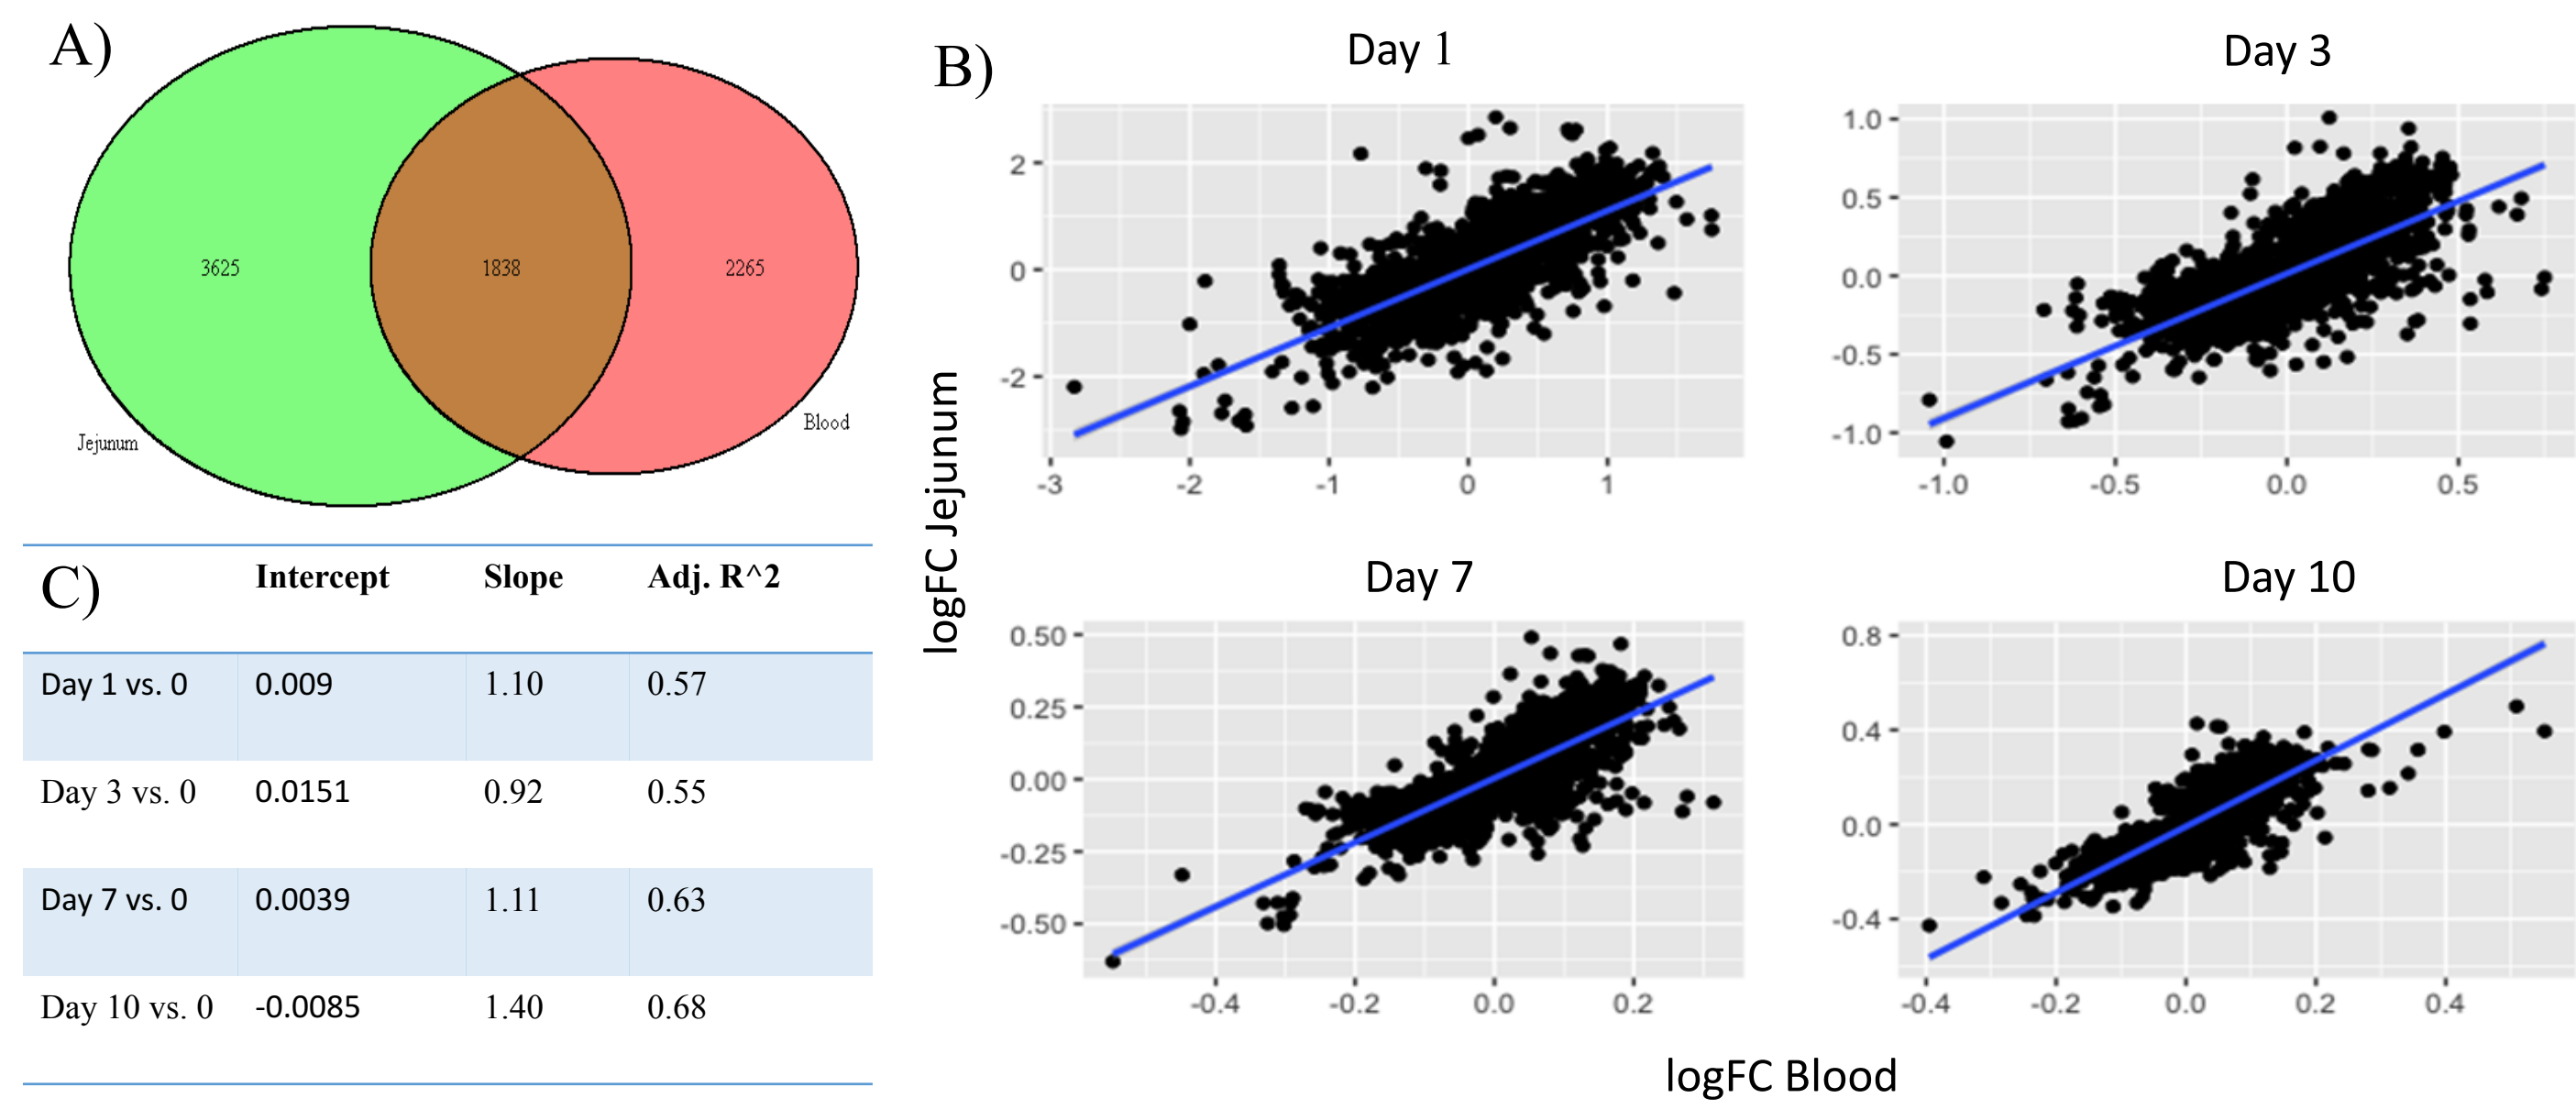 A)
3625
1838
2265
Jejunum
Blood
B)
Day 1
2
0
-2
-3 -2 -1 0 1
Day 3
1.0
0.5
0.0
-0.5
-1.0
-1.0 -0.5 0.0 0.5
logFC Jejunum
Day 7
0.50
0.25
0.00
-0.25
-0.50
-0.4 -0.2 0.0 0.2
Day 10
0.8
0.4
0.0
-0.4
-0.4 -0.2 0.0 0.2 0.4
logFC Blood
C) Intercept Slope Adj. R^2
Day 1 vs. 0 0.009 1.10 0.57
Day 3 vs. 0 0.0151 0.92 0.55
Day 7 vs. 0 0.0039 1.11 0.63
Day 10 vs. 0 -0.0085 1.40 0.68